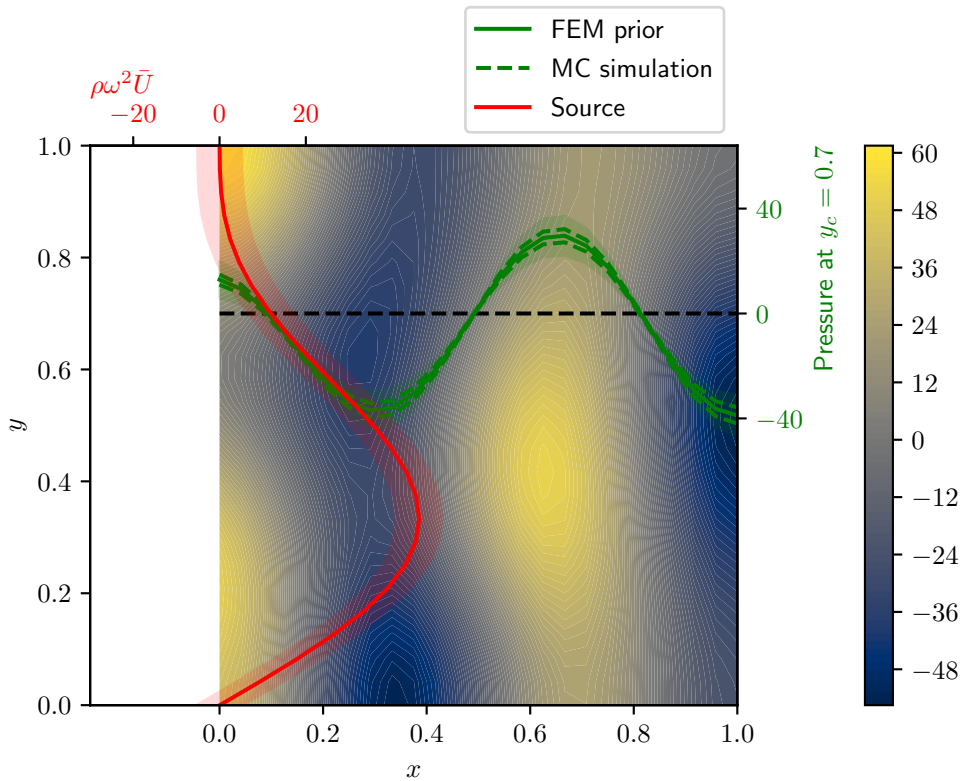 FEM prior
MC simulation
Source
ρω²Ū
−20 0 20
1.0
0.8
0.6
0.4
0.2
0.0
y
0.0 0.2 0.4 0.6 0.8 1.0
x
40
0
−40
Pressure at y_c = 0.7
60
48
36
24
12
0
−12
−24
−36
−48